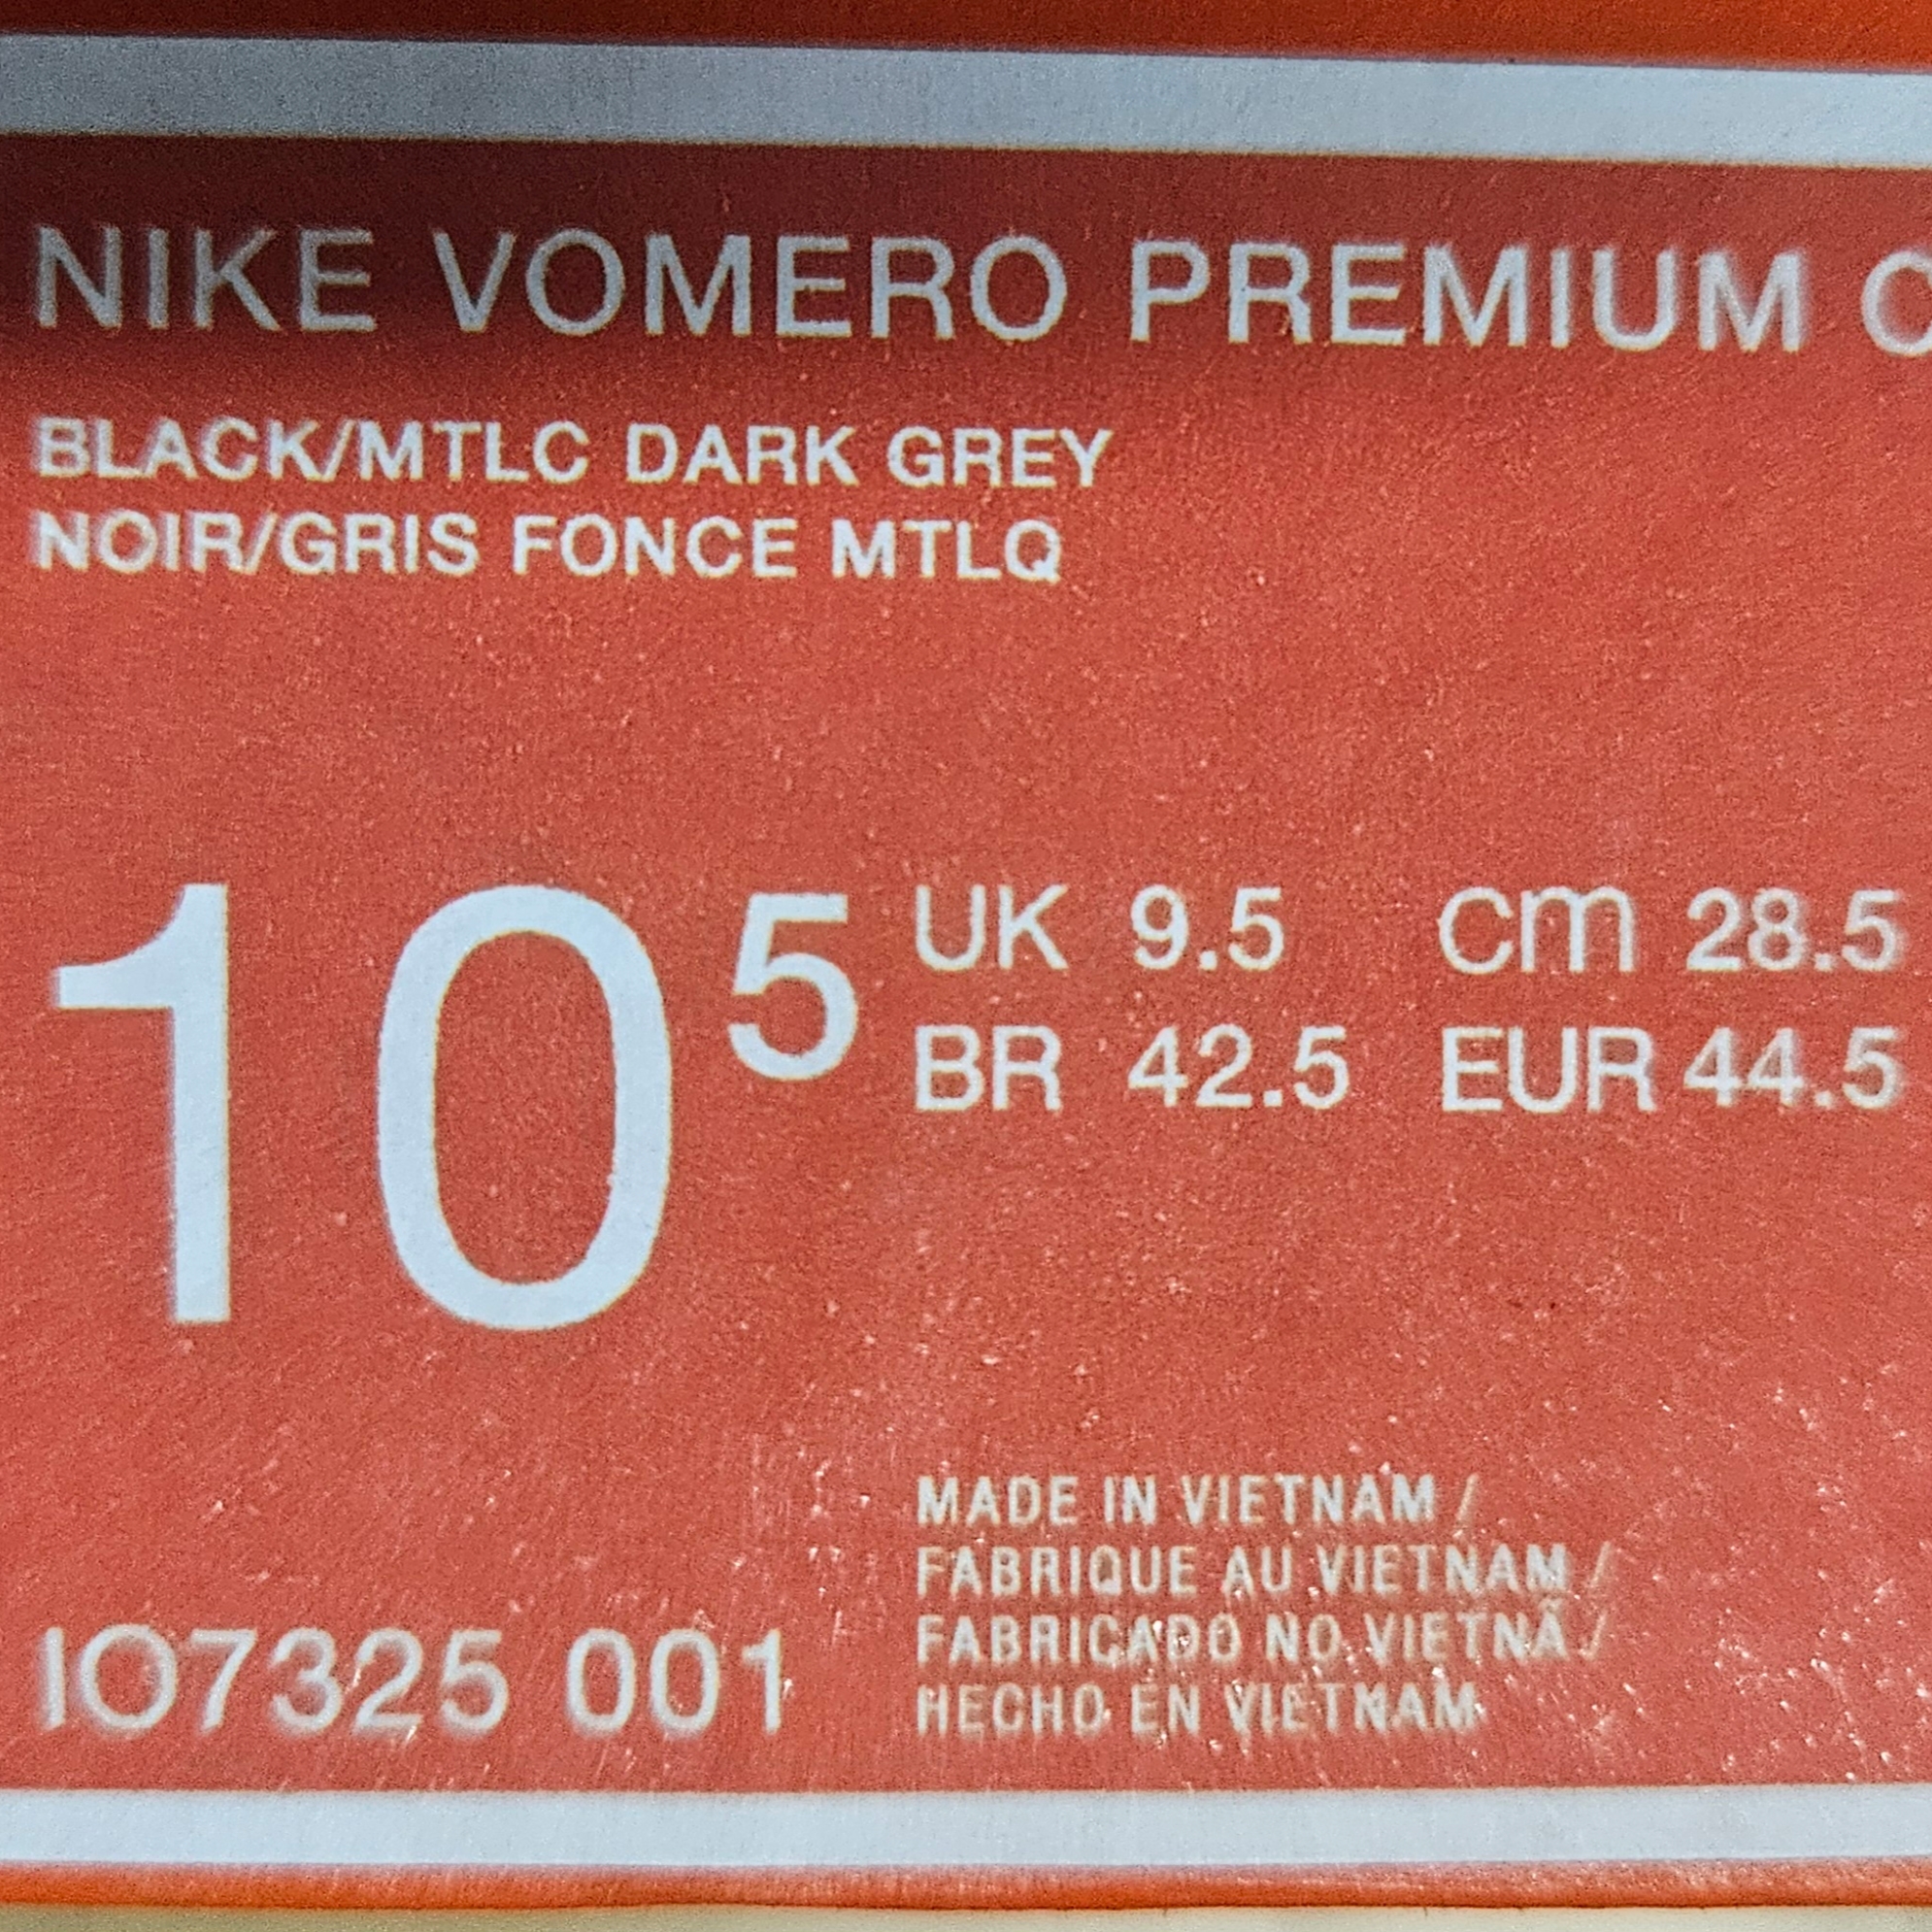 NIKE VOMERO PREMIUM C
BLACK/MTLC DARK GREY
NOIR/GRIS FONCE MTLQ
10 5
UK 9.5 Cm 28.5
BR 42.5 EUR 44.5
MADE IN VIETNAM /
FABRIQUE AU VIETNAM /
FABRICADO NO VIETNÃ /
HECHO EN VIETNAM
IO7325 001